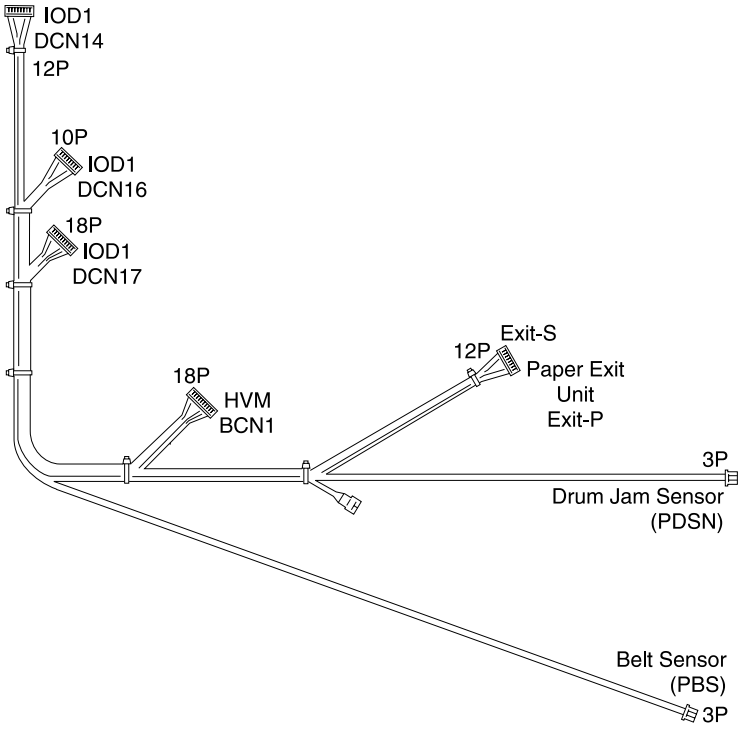 IOD1
DCN14
12P
10P
IOD1
DCN16
18P
IOD1
DCN17
Exit-S
12P
Paper Exit
Unit
Exit-P
18P
HVM
BCN1
3P
Drum Jam Sensor
(PDSN)
Belt Sensor
(PBS)
3P